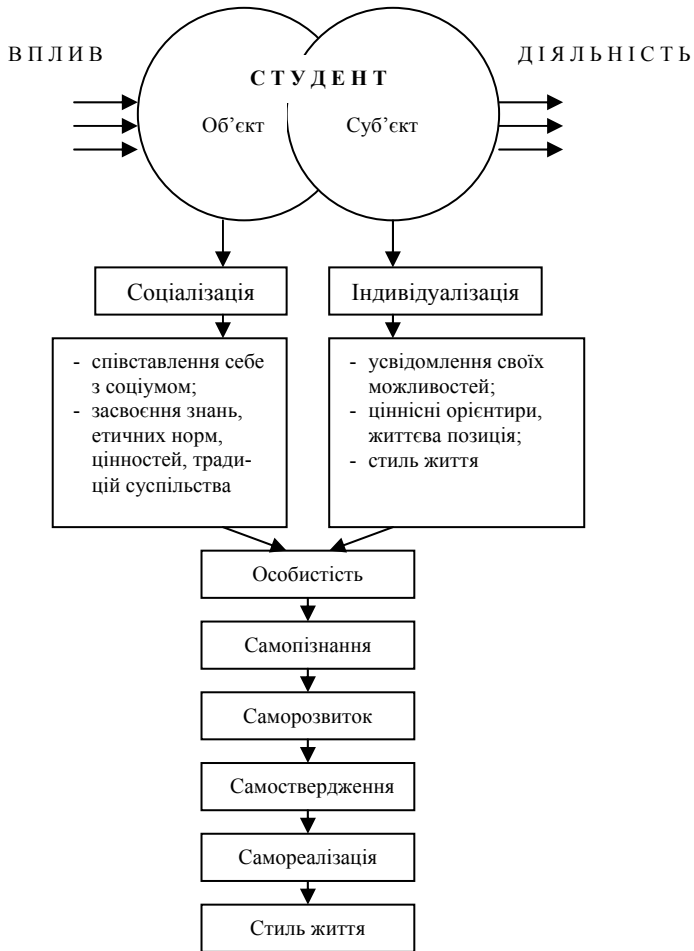 ВПЛИВ
ДІЯЛЬНІСТЬ
СТУДЕНТ
Об’єкт
Суб’єкт
Соціалізація
Індивідуалізація
- співставлення себе
з соціумом;
- засвоєння знань,
етичних норм,
цінностей, тради-
цій суспільства
- усвідомлення своїх
можливостей;
- ціннісні орієнтири,
життєва позиція;
- стиль життя
Особистість
Самопізнання
Саморозвиток
Самоствердження
Самореалізація
Стиль життя